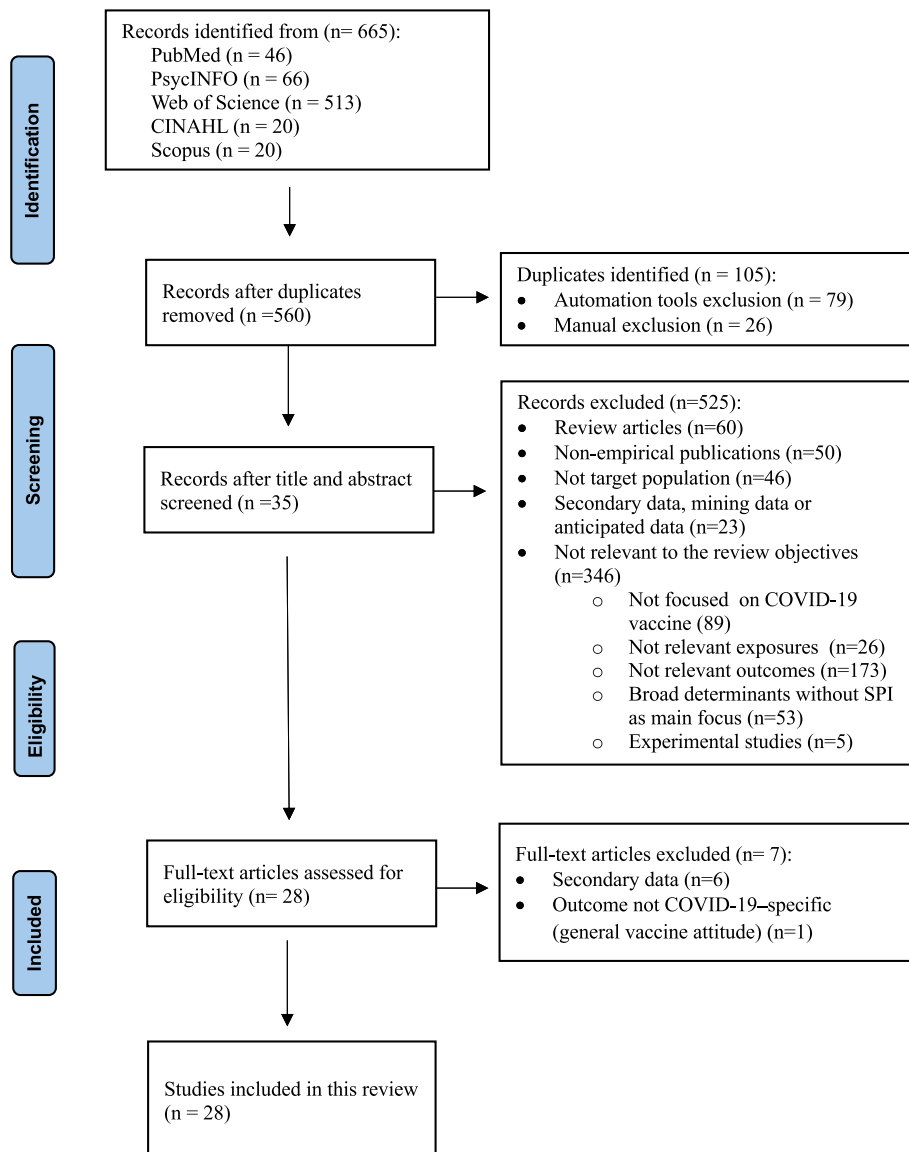 Records identified from (n= 665):
PubMed (n = 46)
PsycINFO (n = 66)
Web of Science (n = 513)
CINAHL (n = 20)
Scopus (n = 20)
Identification
Records after duplicates
removed (n =560)
Duplicates identified (n = 105):
• Automation tools exclusion (n = 79)
• Manual exclusion (n = 26)
Screening
Records after title and abstract
screened (n =35)
Records excluded (n=525):
• Review articles (n=60)
• Non-empirical publications (n=50)
• Not target population (n=46)
• Secondary data, mining data or
anticipated data (n=23)
• Not relevant to the review objectives
(n=346)
o Not focused on COVID-19
vaccine (89)
o Not relevant exposures (n=26)
o Not relevant outcomes (n=173)
o Broad determinants without SPI
as main focus (n=53)
o Experimental studies (n=5)
Eligibility
Full-text articles assessed for
eligibility (n= 28)
Full-text articles excluded (n= 7):
• Secondary data (n=6)
• Outcome not COVID-19–specific
(general vaccine attitude) (n=1)
Included
Studies included in this review
(n = 28)